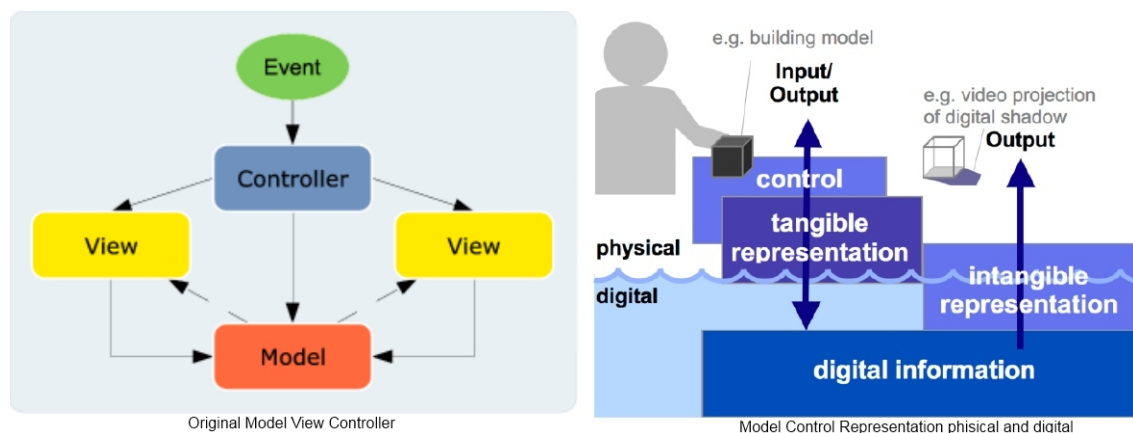 Event
Controller
View
View
Model
Original Model View Controller
e.g. building model
Input/
Output
e.g. video projection
of digital shadow
Output
control
tangible
representation
physical
digital
intangible
representation
digital information
Model Control Representation phisical and digital